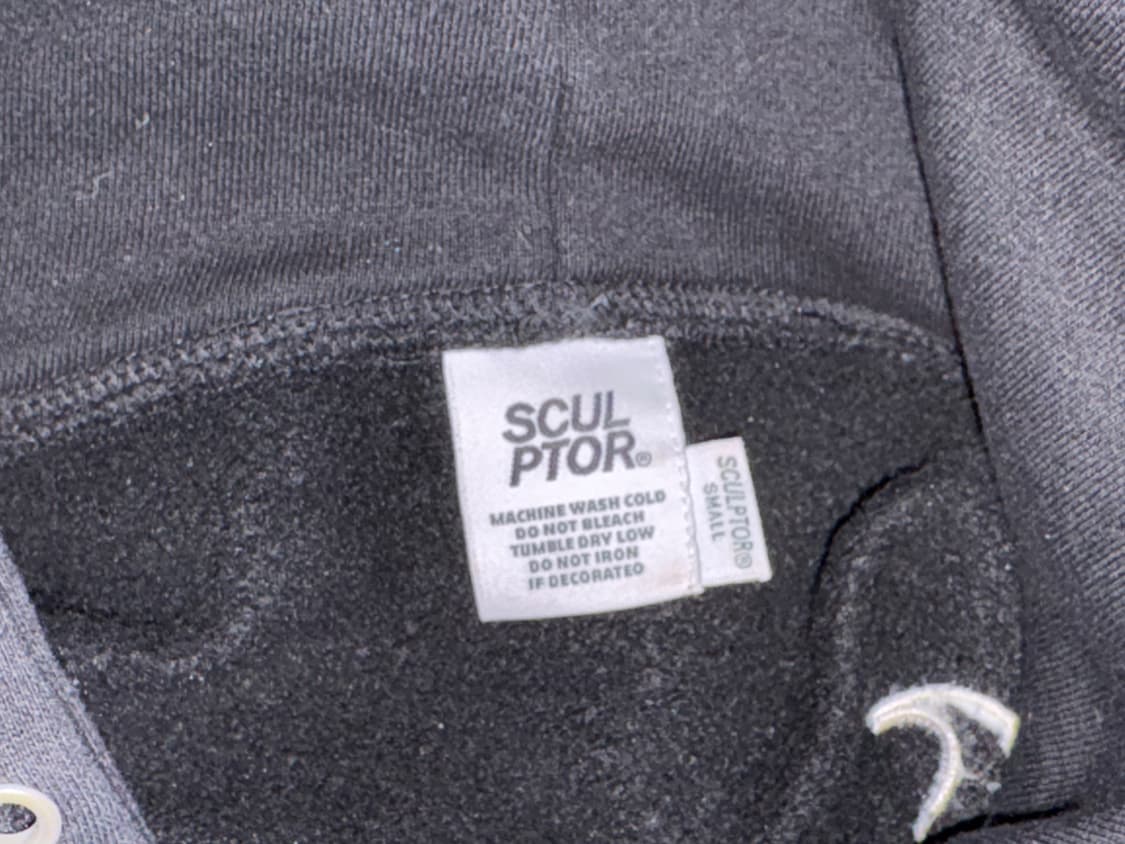 SCUL
PTOR®
MACHINE WASH COLD
DO NOT BLEACH
TUMBLE DRY LOW
DO NOT IRON
IF DECORATED
SCULPTOR®
SMALL